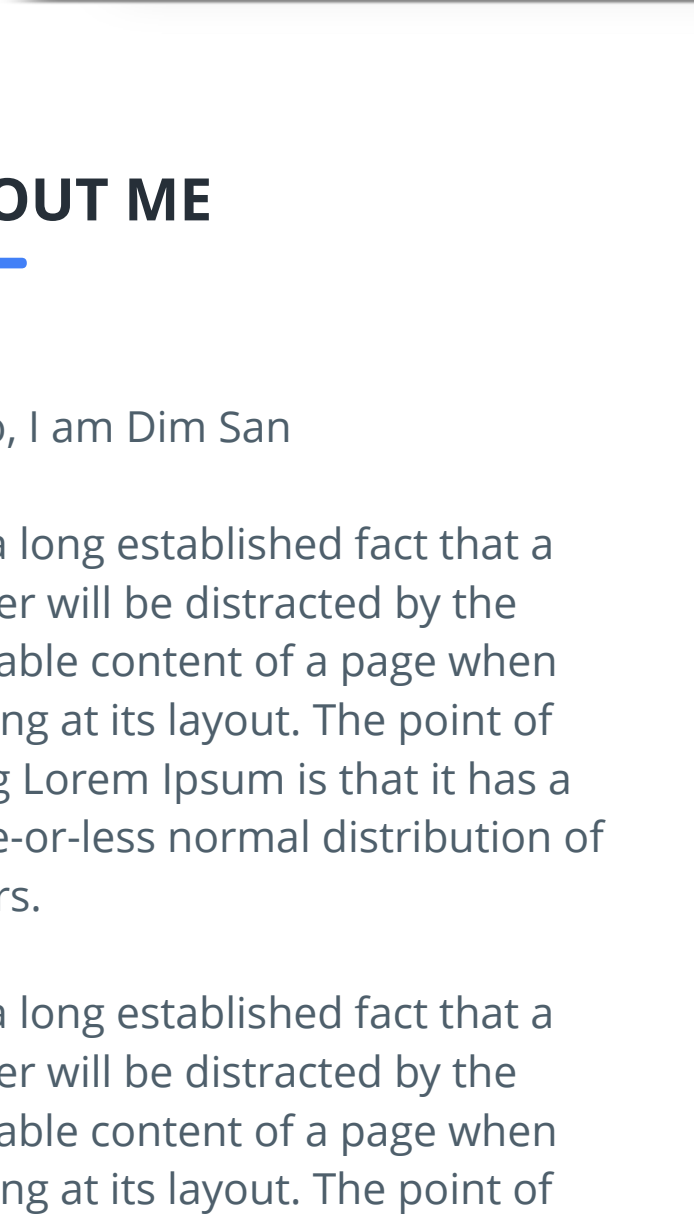 OUT ME
, I am Dim San
a long established fact that a
er will be distracted by the
able content of a page when
ng at its layout. The point of
g Lorem Ipsum is that it has a
e-or-less normal distribution of
rs.
a long established fact that a
er will be distracted by the
able content of a page when
ng at its layout. The point of